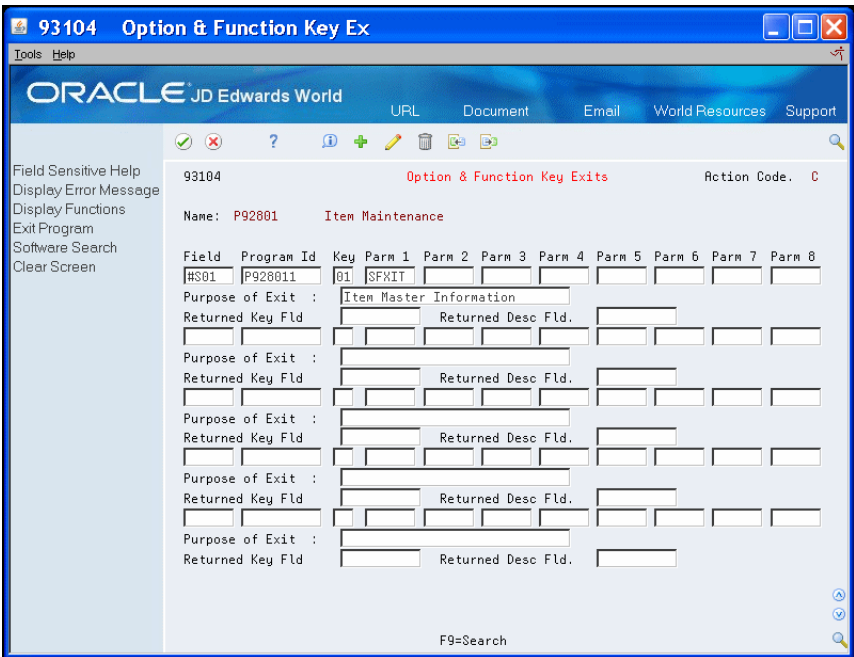 93104 Option & Function Key Ex
Tools Help
ORACLE JD Edwards World
URL Document Email World Resources Support
Field Sensitive Help
Display Error Message
Display Functions
Exit Program
Software Search
Clear Screen
93104 Option & Function Key Exits Action Code. C
Name: P92801 Item Maintenance
Field Program Id Key Parm 1 Parm 2 Parm 3 Parm 4 Parm 5 Parm 6 Parm 7 Parm 8
#S01 P928011 01 SFXIT
Purpose of Exit : Item Master Information
Returned Key Fld Returned Desc Fld.
Purpose of Exit :
Returned Key Fld Returned Desc Fld.
Purpose of Exit :
Returned Key Fld Returned Desc Fld.
Purpose of Exit :
Returned Key Fld Returned Desc Fld.
Purpose of Exit :
Returned Key Fld Returned Desc Fld.
F9=Search